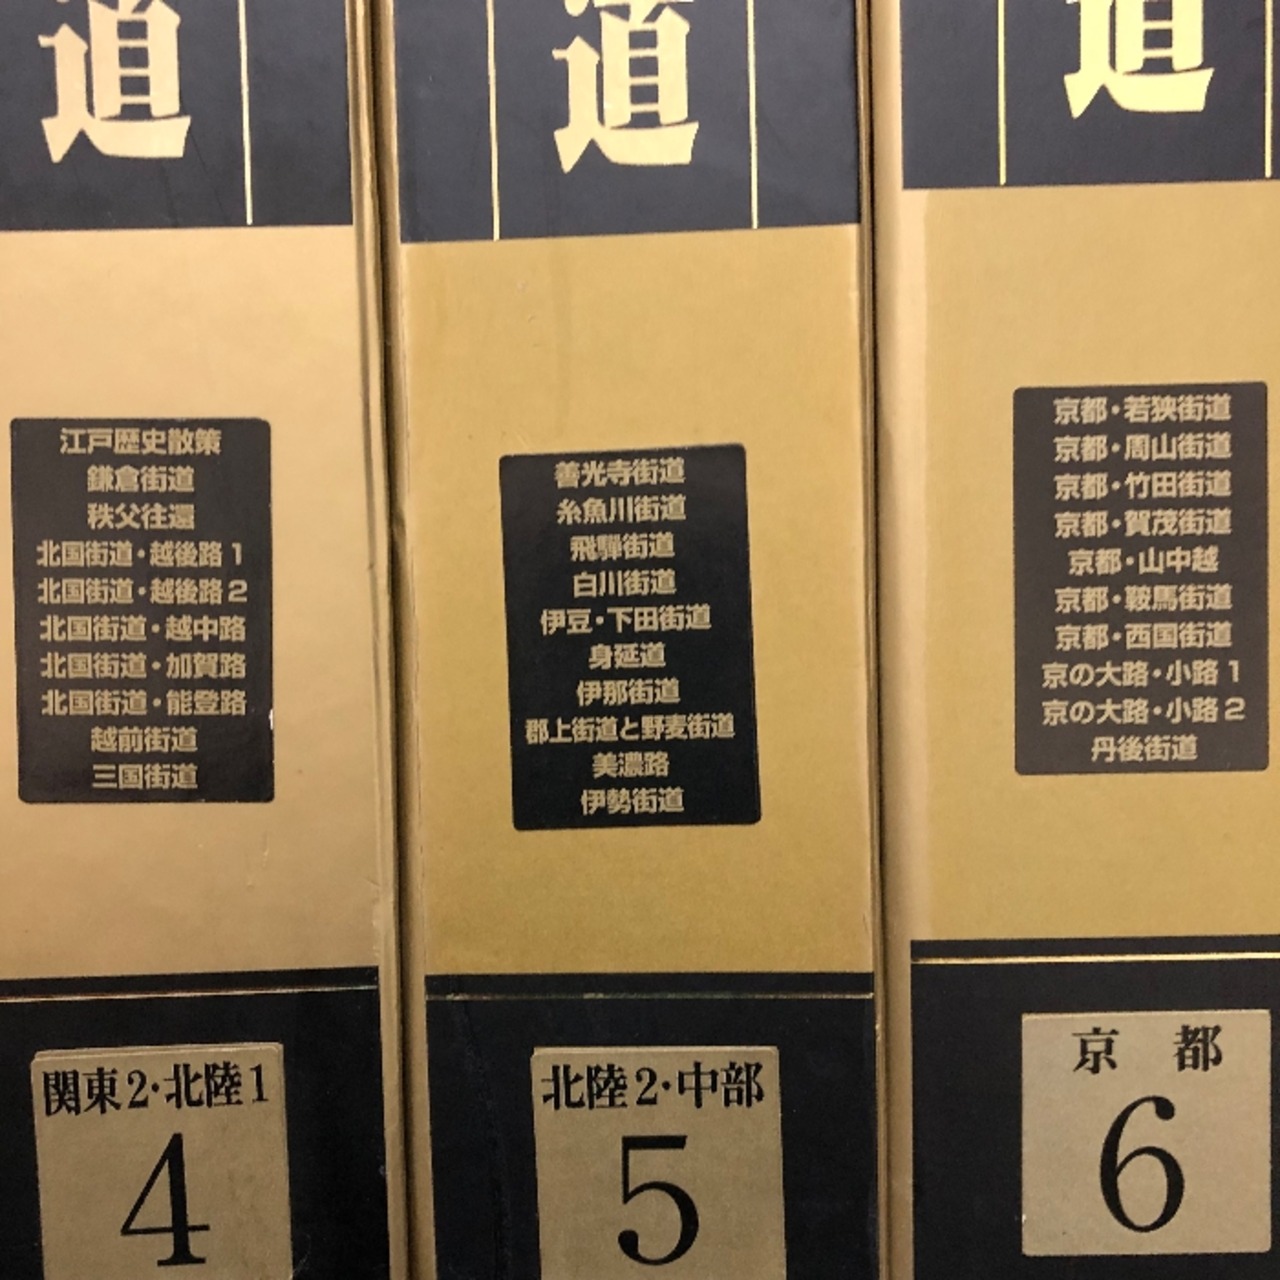 道
江戸歴史散策
鎌倉街道
秩父往還
北国街道・越後路1
北国街道・越後路2
北国街道・越中路
北国街道・加賀路
北国街道・能登路
越前街道
三国街道
関東2・北陸1
4
道
善光寺街道
糸魚川街道
飛騨街道
白川街道
伊豆・下田街道
身延道
伊那街道
郡上街道と野麦街道
美濃路
伊勢街道
北陸2・中部
5
道
京都・若狭街道
京都・周山街道
京都・竹田街道
京都・賀茂街道
京都・山中越
京都・鞍馬街道
京都・西国街道
京の大路・小路1
京の大路・小路2
丹後街道
京都
6